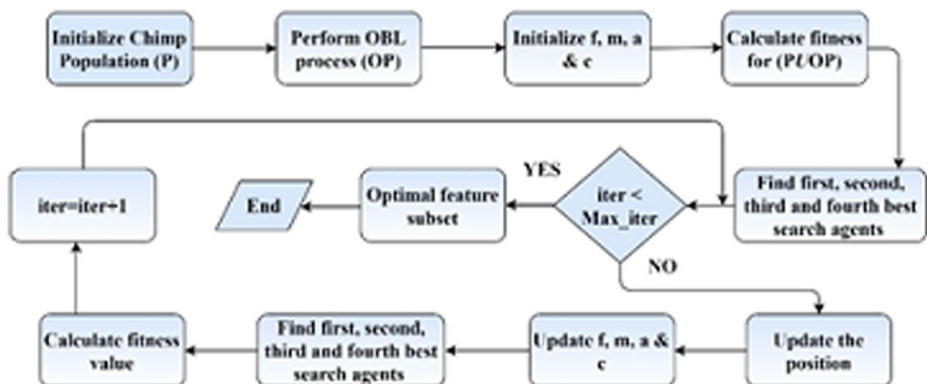 Initialize Chimp
Population (P)
Perform OBL
process (OP)
Initialize f, m, a
& c
Calculate fitness
for (PUOP)
Find first, second,
third and fourth best
search agents
iter <
Max_iter
YES
Optimal feature
subset
End
NO
Update the
position
Update f, m, a &
c
Find first, second,
third and fourth best
search agents
Calculate fitness
value
iter=iter+1